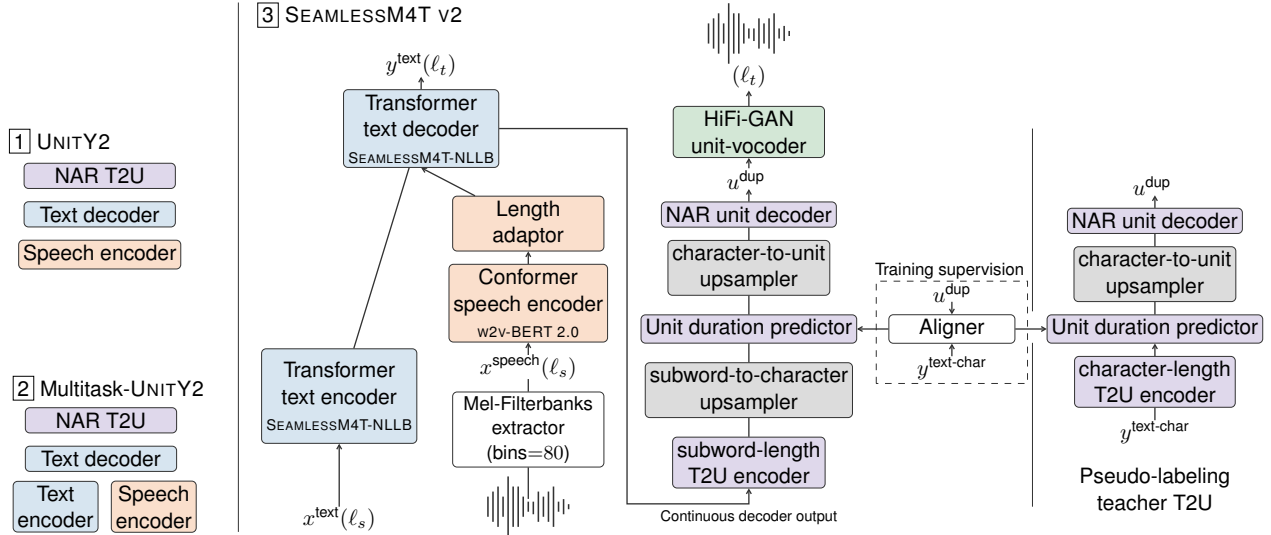 1 UNITY2
NAR T2U
Text decoder
Speech encoder
2 Multitask-UNITY2
NAR T2U
Text decoder
Text
encoder
Speech
encoder
3 SEAMLESSM4T V2
y^text(ℓ_t)
Transformer
text decoder
SEAMLESSM4T-NLLB
Length
adaptor
Conformer
speech encoder
W2V-BERT 2.0
x^speech(ℓ_s)
Transformer
text encoder
SEAMLESSM4T-NLLB
Mel-Filterbanks
extractor
(bins=80)
x^text(ℓ_s)
(ℓ_t)
HiFi-GAN
unit-vocoder
u^dup
NAR unit decoder
character-to-unit
upsampler
Unit duration predictor
subword-to-character
upsampler
subword-length
T2U encoder
Continuous decoder output
Training supervision
u^dup
Aligner
y^text-char
u^dup
NAR unit decoder
character-to-unit
upsampler
Unit duration predictor
character-length
T2U encoder
y^text-char
Pseudo-labeling
teacher T2U